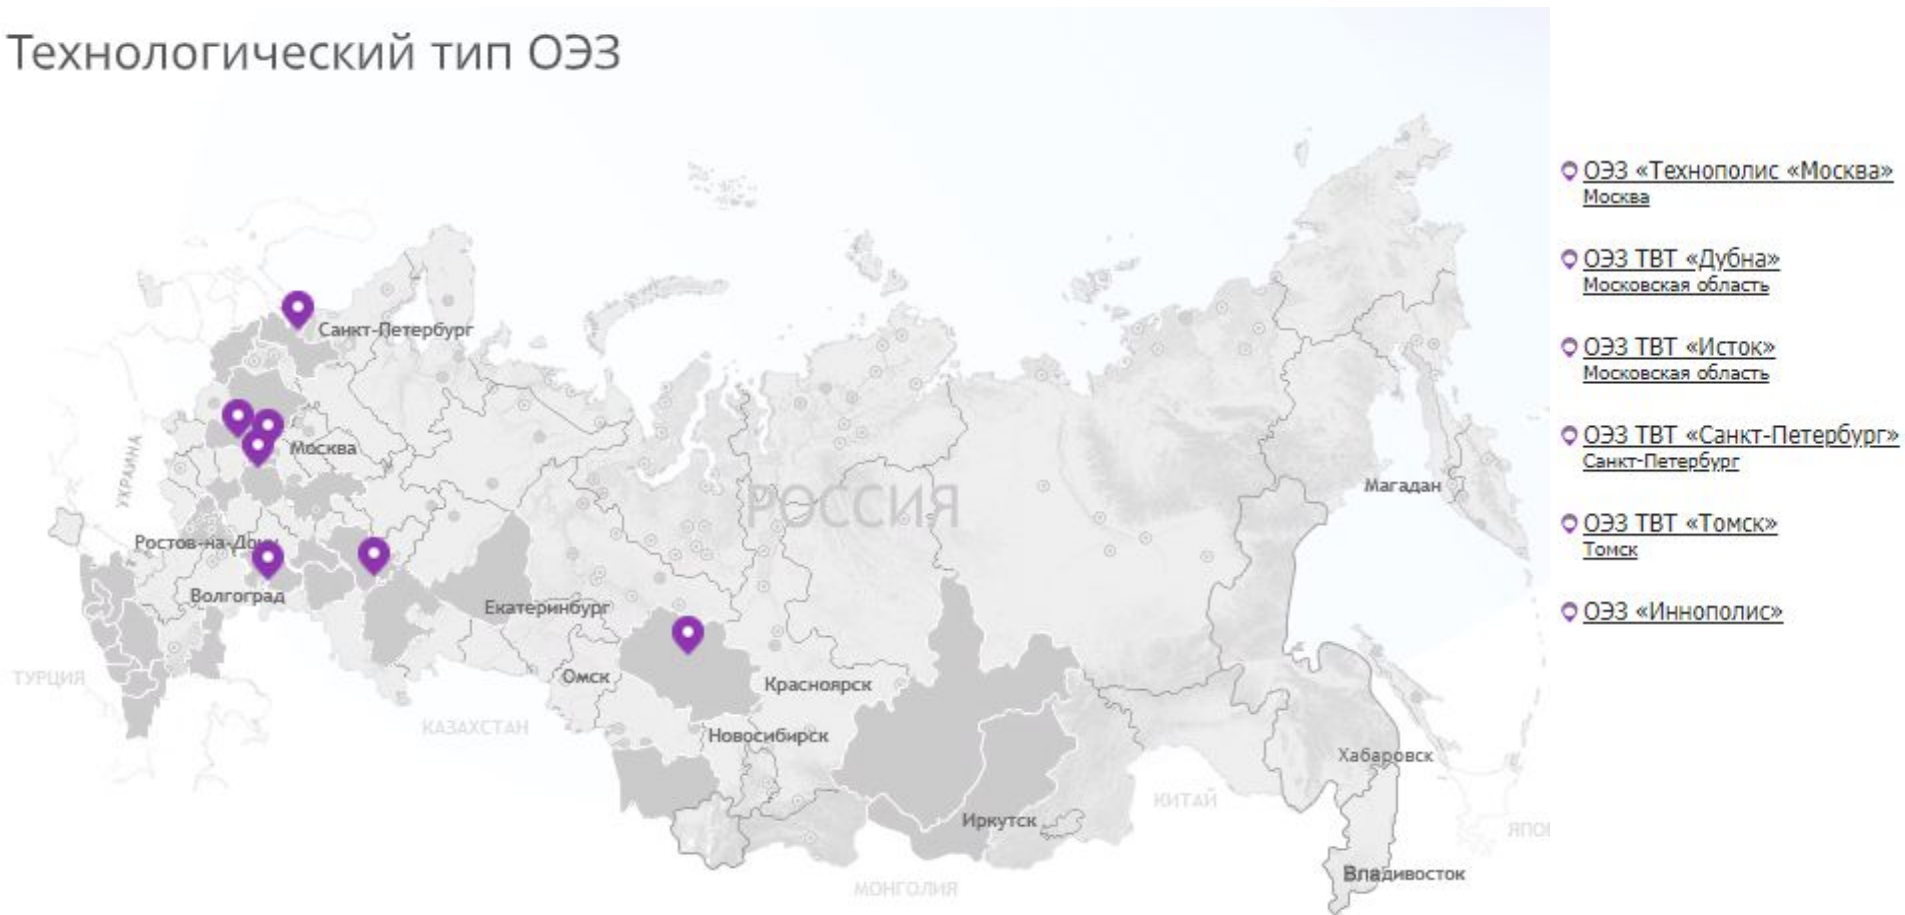 Технологический тип ОЭЗ
ОЭЗ «Технополис «Москва»
Москва
ОЭЗ ТВТ «Дубна»
Московская область
ОЭЗ ТВТ «Исток»
Московская область
ОЭЗ ТВТ «Санкт-Петербург»
Санкт-Петербург
ОЭЗ ТВТ «Томск»
Томск
ОЭЗ «Иннополис»
Санкт-Петербург
Москва
УКРАИНА
РОССИЯ
Магадан
Ростов-на-Дону
Волгоград
Екатеринбург
ТУРЦИЯ
Омск
Красноярск
КАЗАХСТАН
Новосибирск
Хабаровск
КИТАЙ
Иркутск
ЯПО
Владивосток
МОНГОЛИЯ